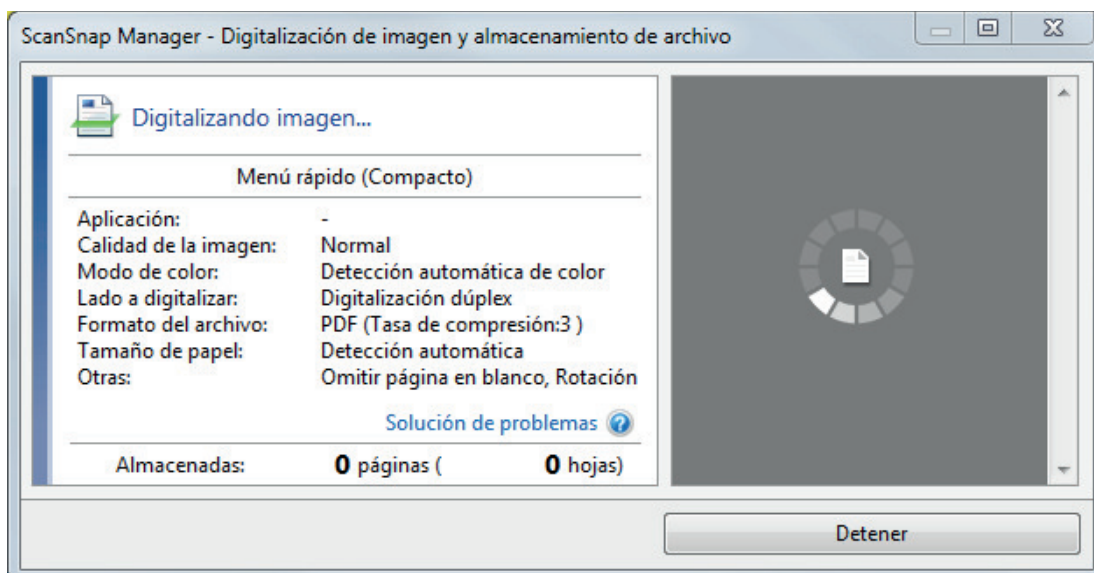 ScanSnap Manager - Digitalización de imagen y almacenamiento de archivo
Digitalizando imagen...
Menú rápido (Compacto)
Aplicación: -
Calidad de la imagen: Normal
Modo de color: Detección automática de color
Lado a digitalizar: Digitalización dúplex
Formato del archivo: PDF (Tasa de compresión:3 )
Tamaño de papel: Detección automática
Otras: Omitir página en blanco, Rotación
Solución de problemas ?
Almacenadas: 0 páginas ( 0 hojas)
Detener